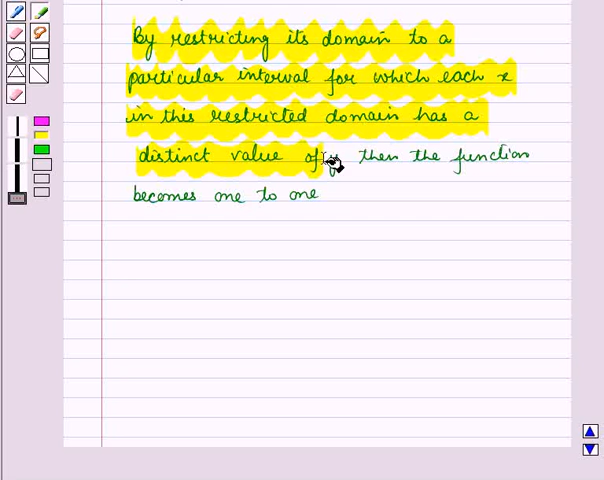 By restricting its domain to a
particular interval for which each x
in this restricted domain has a
distinct value of y then the function
becomes one to one